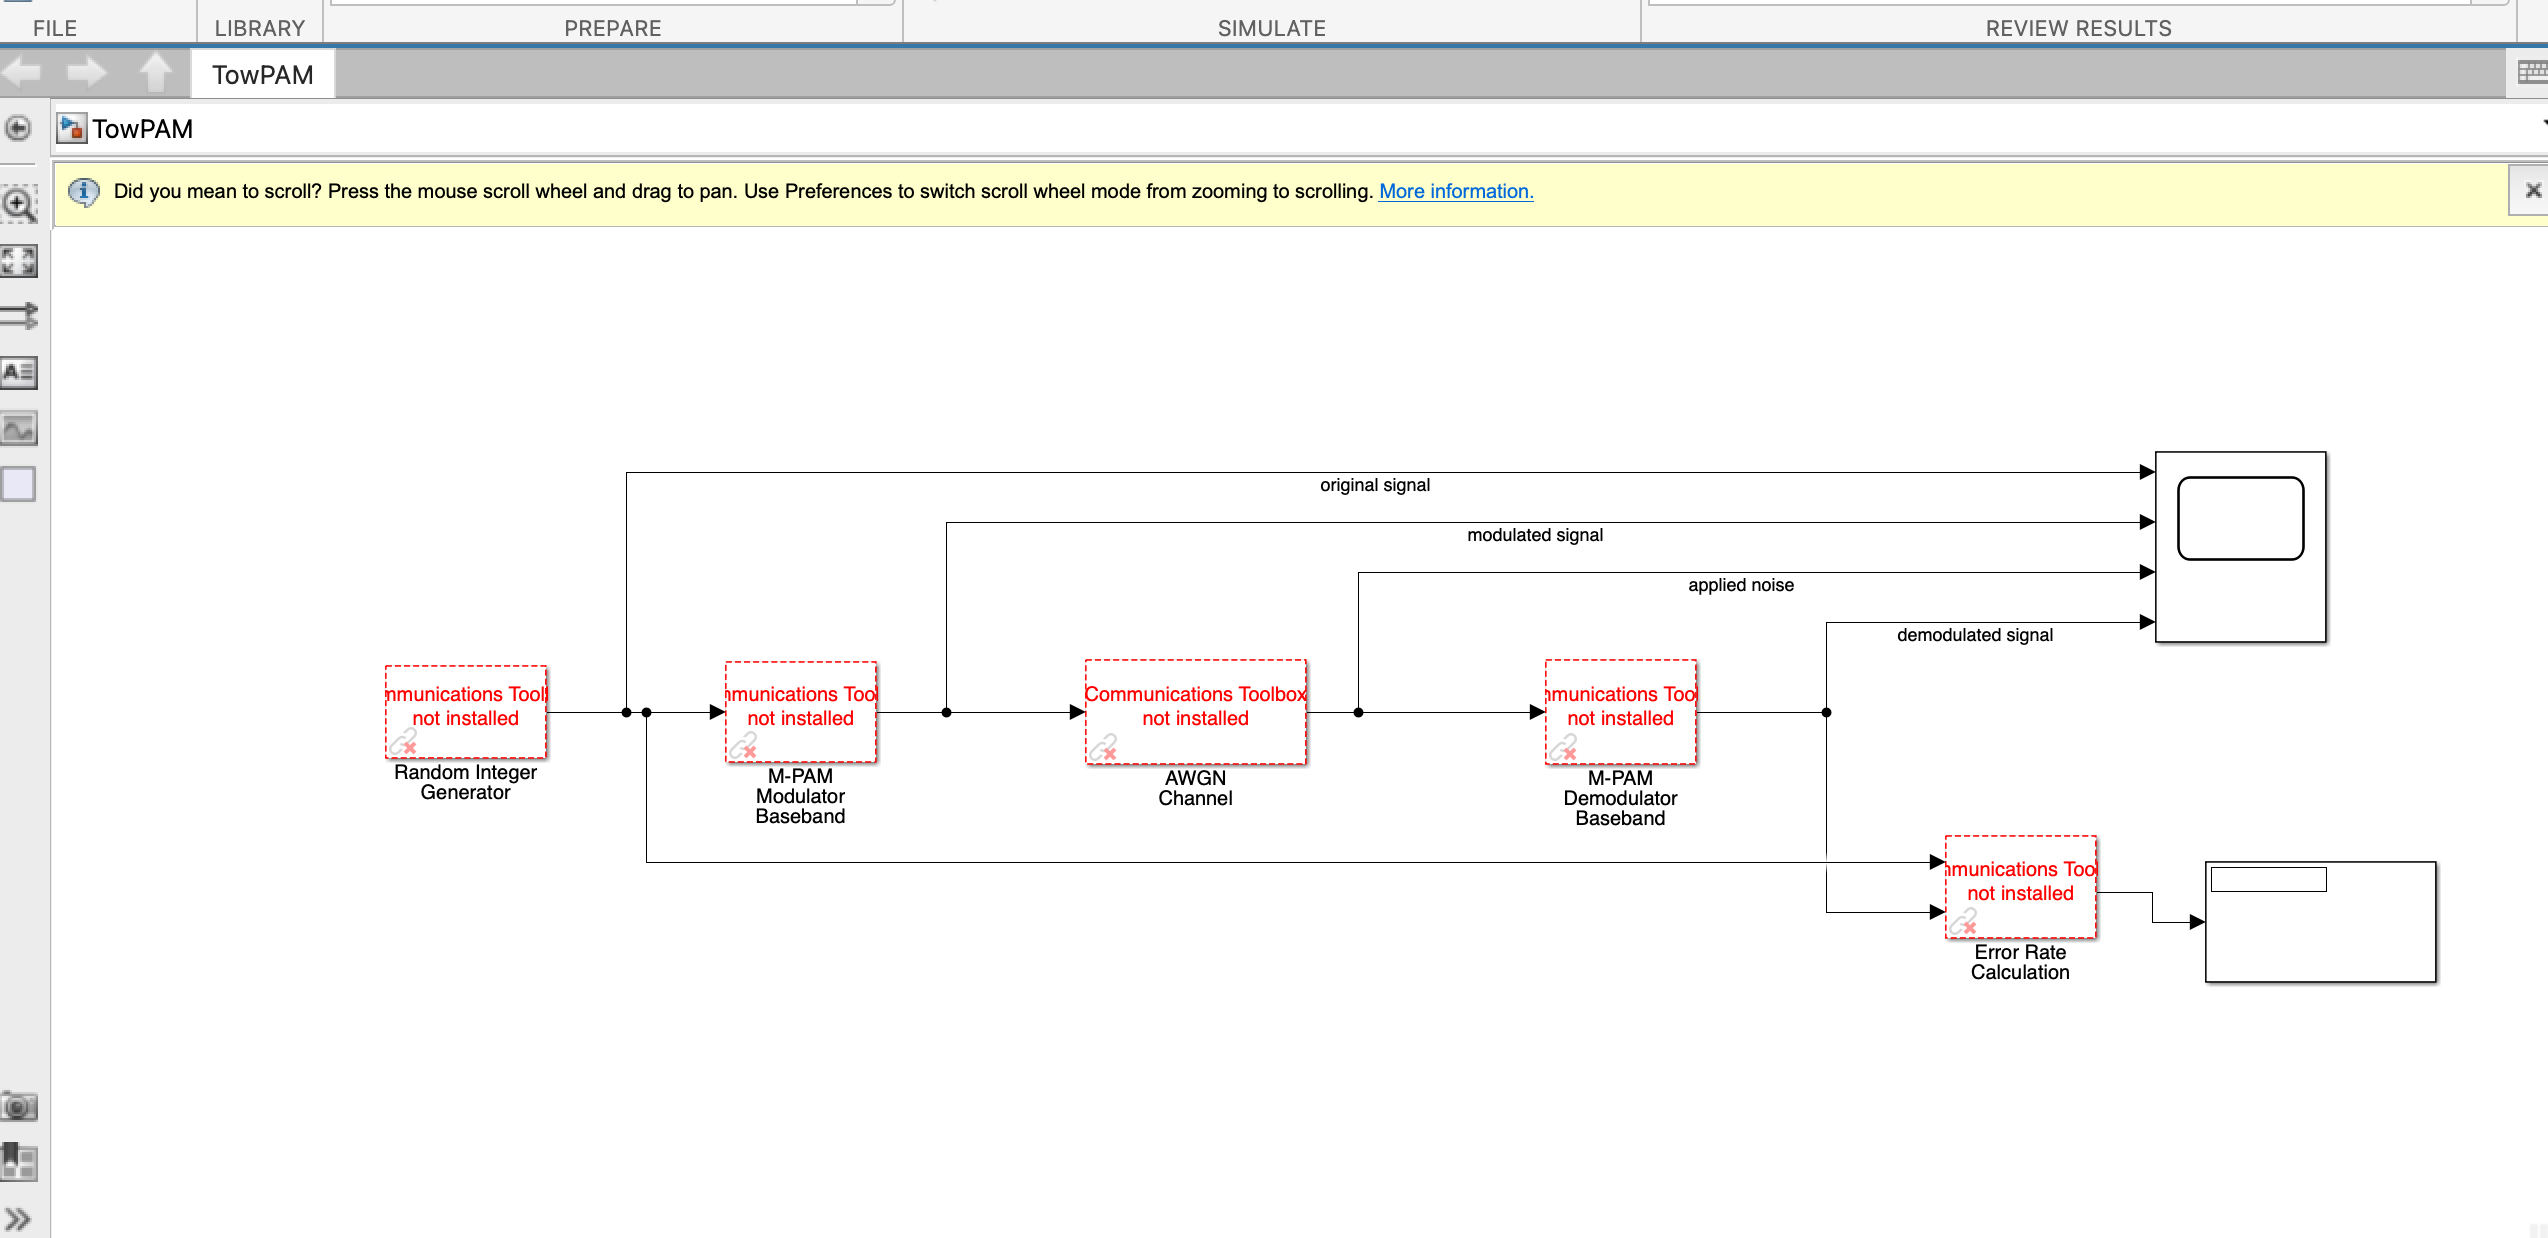 FILE
LIBRARY
PREPARE
SIMULATE
REVIEW RESULTS
TowPAM
TowPAM
Did you mean to scroll? Press the mouse scroll wheel and drag to pan. Use Preferences to switch scroll wheel mode from zooming to scrolling. More information.
original signal
modulated signal
applied noise
demodulated signal
nmunications Tool
not installed
Random Integer
Generator
nmunications Too
not installed
M-PAM
Modulator
Baseband
Communications Toolbox
not installed
AWGN
Channel
nmunications Too
not installed
M-PAM
Demodulator
Baseband
nmunications Too
not installed
Error Rate
Calculation